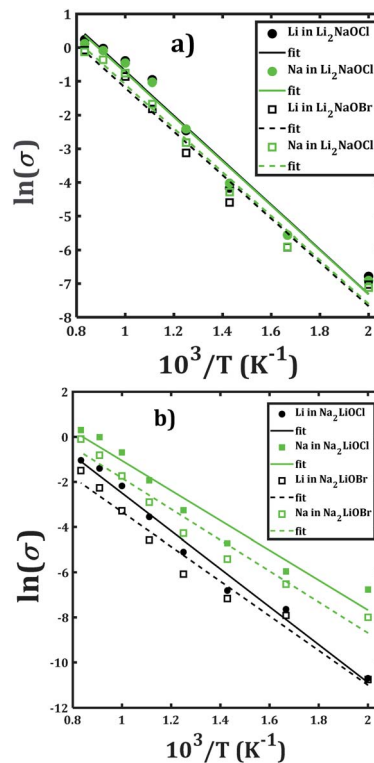 a)
Li in Li₂NaOCl
fit
Na in Li₂NaOCl
fit
Li in Li₂NaOBr
fit
Na in Li₂NaOCl
fit
ln(σ)
1
0
-1
-2
-3
-4
-5
-6
-7
-8
0.8 1 1.2 1.4 1.6 1.8 2
10³/T (K⁻¹)
b)
Li in Na₂LiOCl
fit
Na in Na₂LiOCl
fit
Li in Na₂LiOBr
fit
Na in Na₂LiOBr
fit
ln(σ)
2
0
-2
-4
-6
-8
-10
-12
0.8 1 1.2 1.4 1.6 1.8 2
10³/T (K⁻¹)